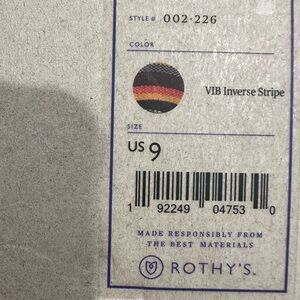 STYLE # 002-226
COLOR
VIB Inverse Stripe
SIZE
US 9
1 92249 04753 0
MADE RESPONSIBLY FROM
THE BEST MATERIALS
ROTHY'S.